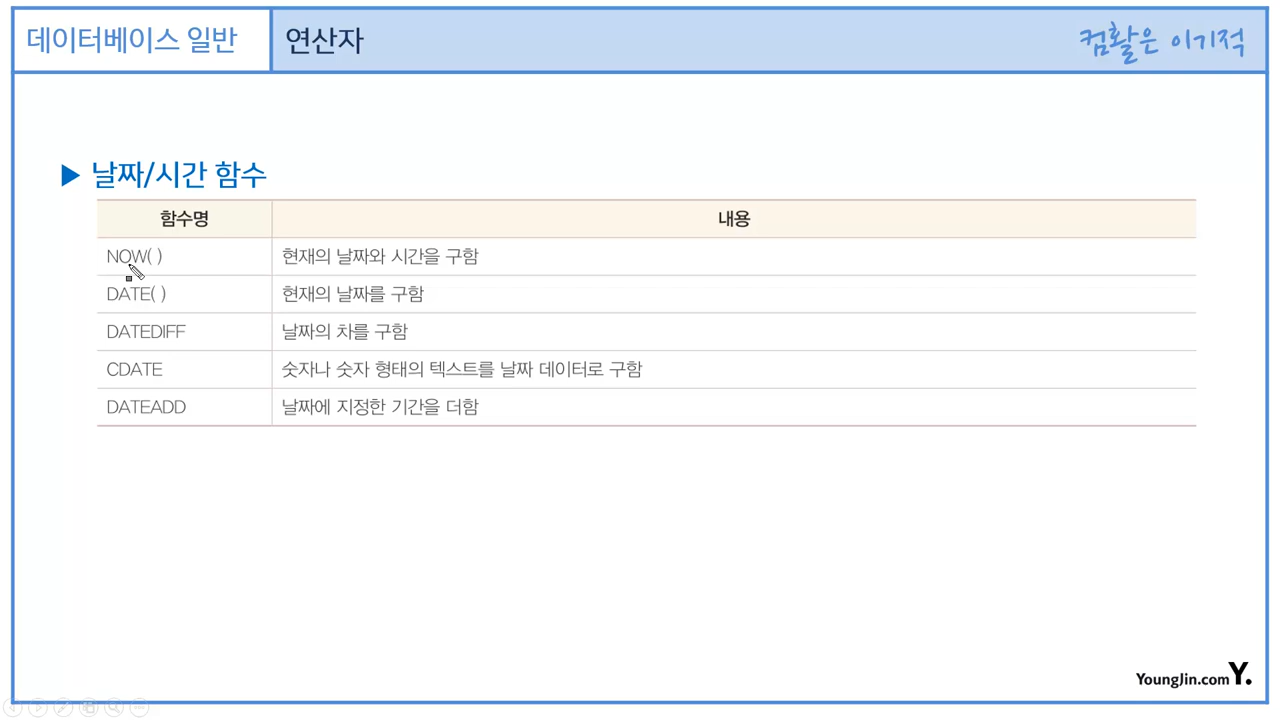 데이터베이스 일반
연산자
컴활은 이기적
▶ 날짜/시간 함수
함수명 내용
NOW( ) 현재의 날짜와 시간을 구함
DATE( ) 현재의 날짜를 구함
DATEDIFF 날짜의 차를 구함
CDATE 숫자나 숫자 형태의 텍스트를 날짜 데이터로 구함
DATEADD 날짜에 지정한 기간을 더함
YoungJin.com Y.